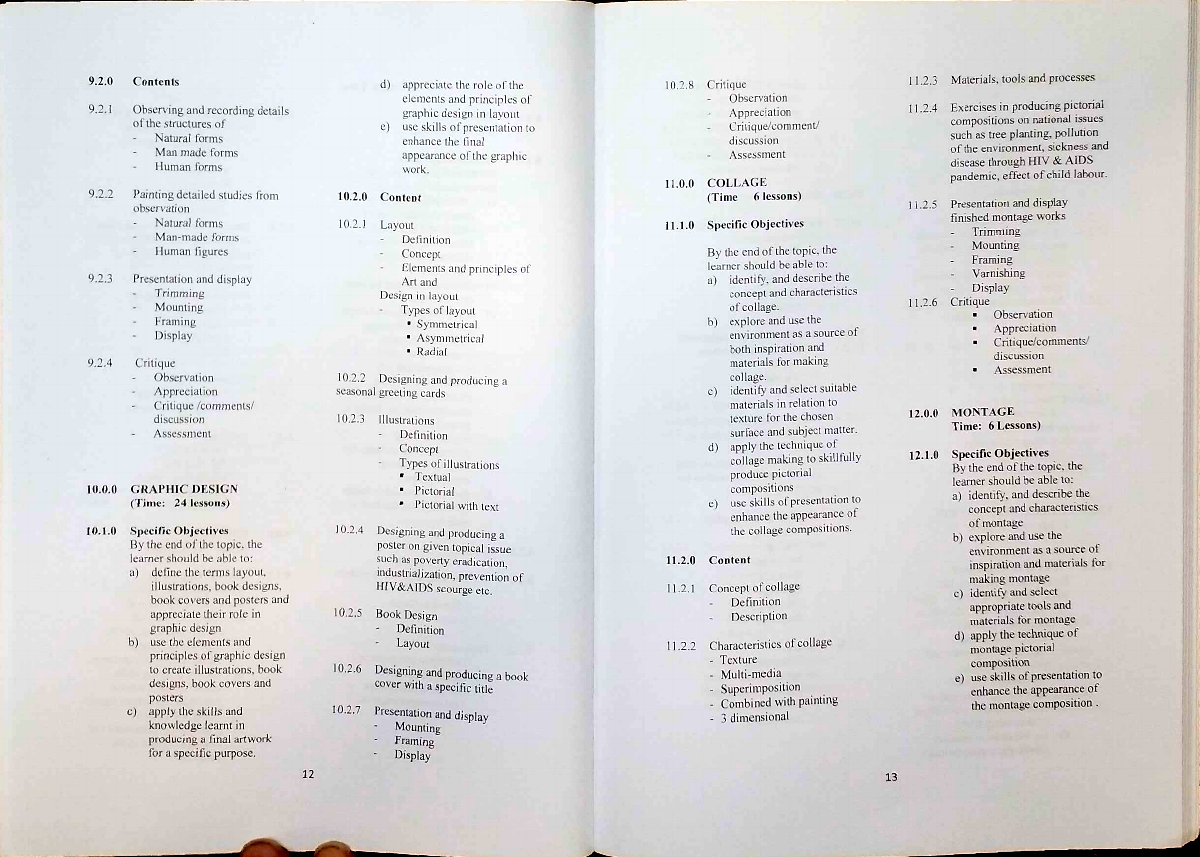 9.2.0 Contents
9.2.1 Observing and recording details
of the structures of
- Natural forms
- Man made forms
- Human forms
9.2.2 Painting detailed studies from
observation
- Natural forms
- Man-made forms
- Human figures
9.2.3 Presentation and display
- Trimming
- Mounting
- Framing
- Display
9.2.4 Critique
- Observation
- Appreciation
- Critique /comments/
discussion
- Assessment
10.0.0 GRAPHIC DESIGN
(Time: 24 lessons)
10.1.0 Specific Objectives
By the end of the topic, the
learner should be able to:
a) define the terms layout,
illustrations, book designs,
book covers and posters and
appreciate their role in
graphic design
b) use the elements and
principles of graphic design
to create illustrations, book
designs, book covers and
posters
c) apply the skills and
knowledge learnt in
producing a final artwork
for a specific purpose.
d) appreciate the role of the
elements and principles of
graphic design in layout
e) use skills of presentation to
enhance the final
appearance of the graphic
work.
10.2.0 Content
10.2.1 Layout
- Definition
- Concept
- Elements and principles of
Art and
Design in layout
- Types of layout
▪ Symmetrical
▪ Asymmetrical
▪ Radial
10.2.2 Designing and producing a
seasonal greeting cards
10.2.3 Illustrations
- Definition
- Concept
- Types of illustrations
▪ Textual
▪ Pictorial
▪ Pictorial with text
10.2.4 Designing and producing a
poster on given topical issue
such as poverty eradication,
industrialization, prevention of
HIV&AIDS scourge etc.
10.2.5 Book Design
- Definition
- Layout
10.2.6 Designing and producing a book
cover with a specific title
10.2.7 Presentation and display
- Mounting
- Framing
- Display
12
10.2.8 Critique
- Observation
- Appreciation
- Critique/comment/
discussion
- Assessment
11.0.0 COLLAGE
(Time 6 lessons)
11.1.0 Specific Objectives
By the end of the topic, the
learner should be able to:
a) identify, and describe the
concept and characteristics
of collage.
b) explore and use the
environment as a source of
both inspiration and
materials for making
collage.
c) identify and select suitable
materials in relation to
texture for the chosen
surface and subject matter.
d) apply the technique of
collage making to skillfully
produce pictorial
compositions
e) use skills of presentation to
enhance the appearance of
the collage compositions.
11.2.0 Content
11.2.1 Concept of collage
- Definition
- Description
11.2.2 Characteristics of collage
- Texture
- Multi-media
- Superimposition
- Combined with painting
- 3 dimensional
11.2.3 Materials, tools and processes
11.2.4 Exercises in producing pictorial
compositions on national issues
such as tree planting, pollution
of the environment, sickness and
disease through HIV & AIDS
pandemic, effect of child labour.
11.2.5 Presentation and display
finished montage works
- Trimming
- Mounting
- Framing
- Varnishing
- Display
11.2.6 Critique
▪ Observation
▪ Appreciation
▪ Critique/comments/
discussion
▪ Assessment
12.0.0 MONTAGE
Time: 6 Lessons)
12.1.0 Specific Objectives
By the end of the topic, the
learner should be able to:
a) identify, and describe the
concept and characteristics
of montage
b) explore and use the
environment as a source of
inspiration and materials for
making montage
c) identify and select
appropriate tools and
materials for montage
d) apply the technique of
montage pictorial
composition
e) use skills of presentation to
enhance the appearance of
the montage composition .
13